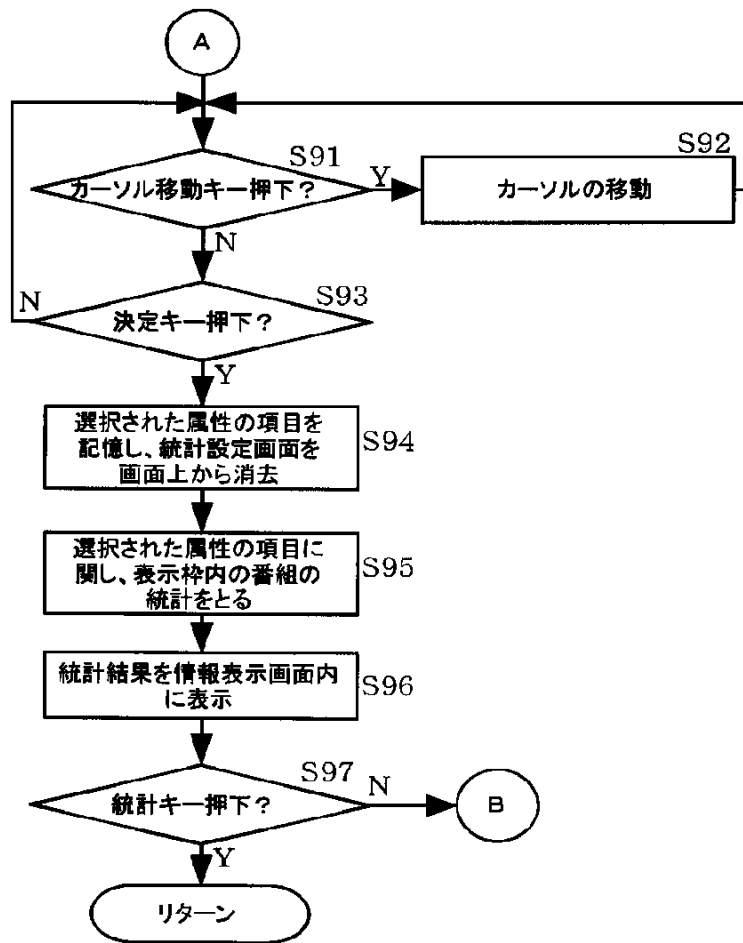 A
S91
カーソル移動キー押下？
Y
S92
カーソルの移動
N
S93
決定キー押下？
N
Y
選択された属性の項目を
記憶し、統計設定画面を
画面上から消去
S94
選択された属性の項目に
関し、表示枠内の番組の
統計をとる
S95
統計結果を情報表示画面内
に表示
S96
S97
統計キー押下？
N
B
Y
リターン